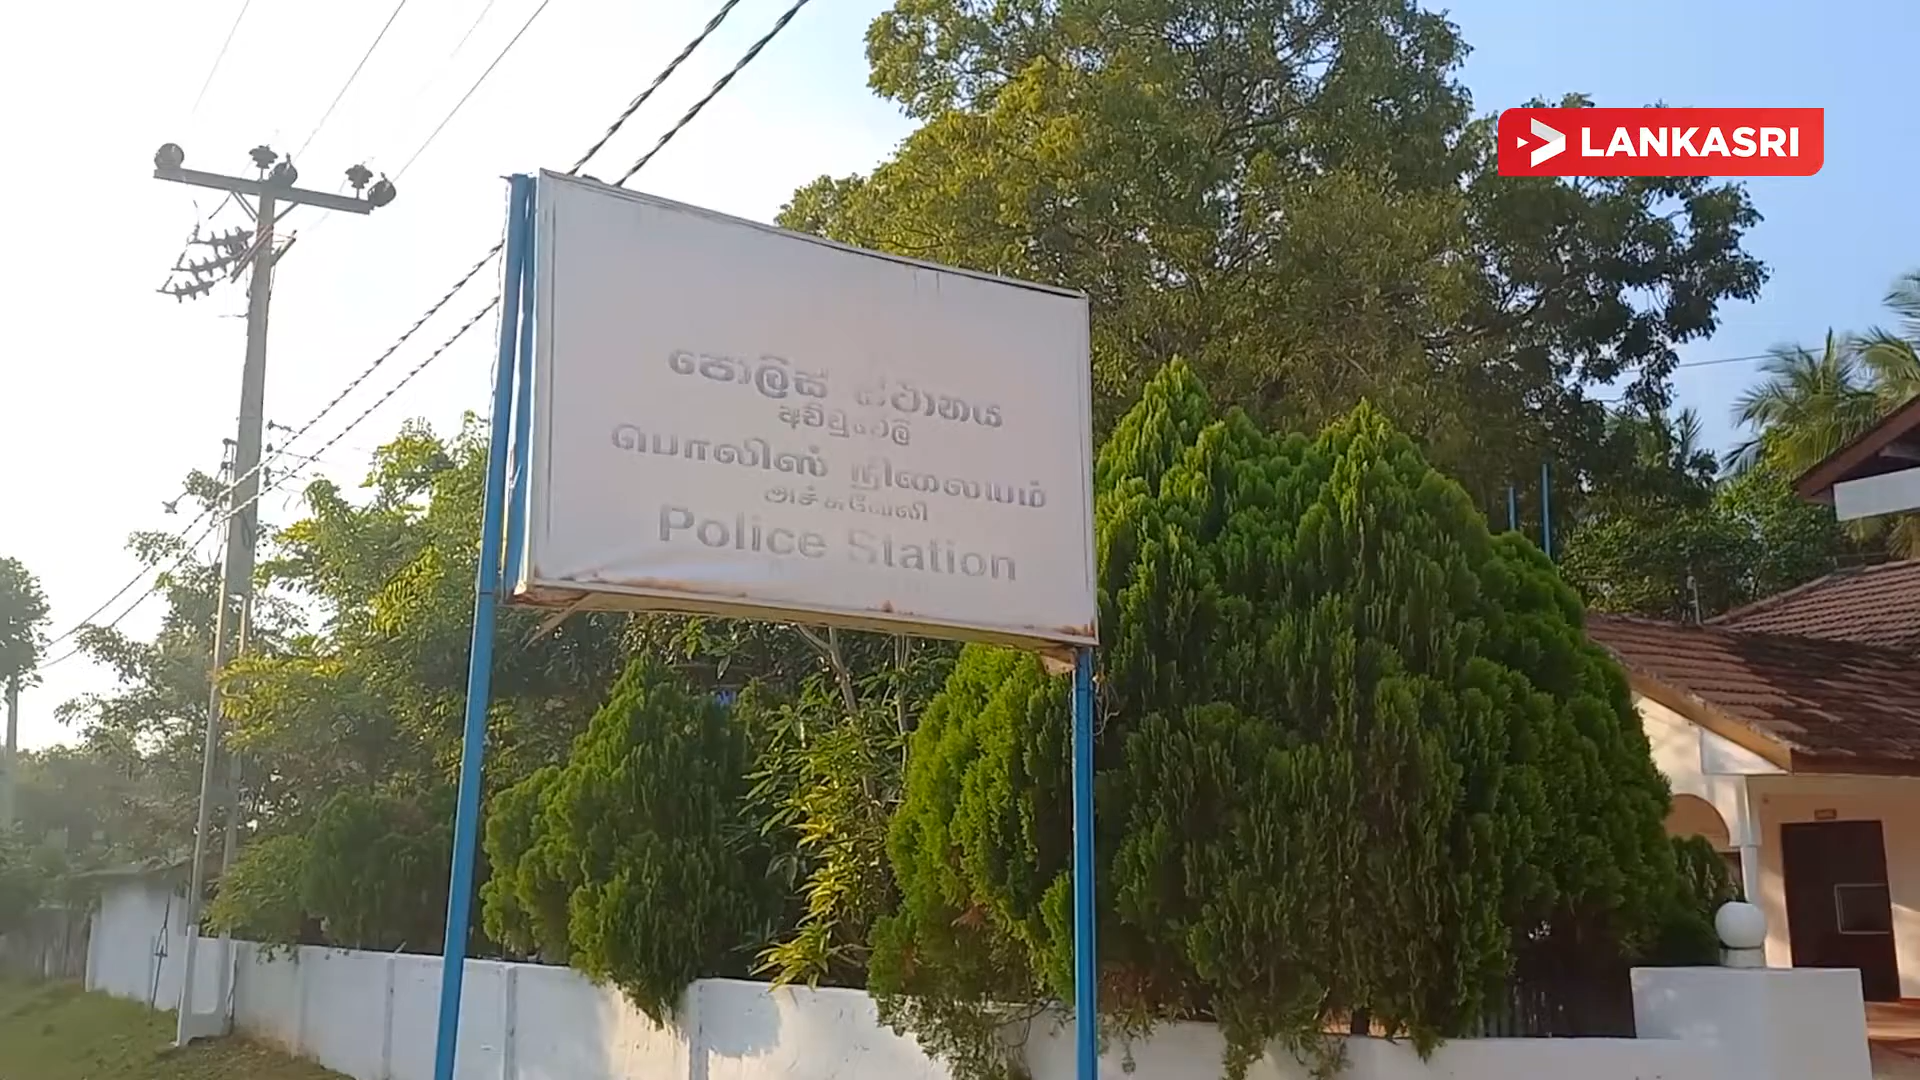 පොලිස් ස්ථානය
අච්චුවේලි
பொலிஸ் நிலையம்
அச்சுவேலி
Police Station
LANKASRI